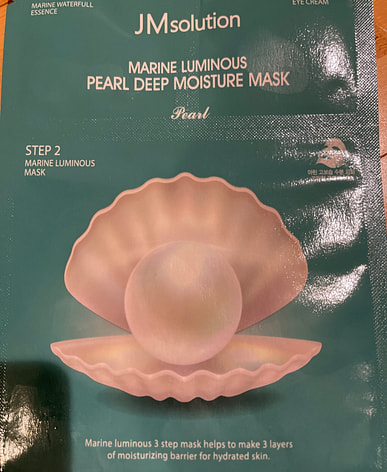 MARINE WATERFULL
ESSENCE
EYE CREAM
JMsolution
MARINE LUMINOUS
PEARL DEEP MOISTURE MASK
Pearl
STEP 2
MARINE LUMINOUS
MASK
Marine luminous 3 step mask helps to make 3 layers
of moisturizing barrier for hydrated skin.